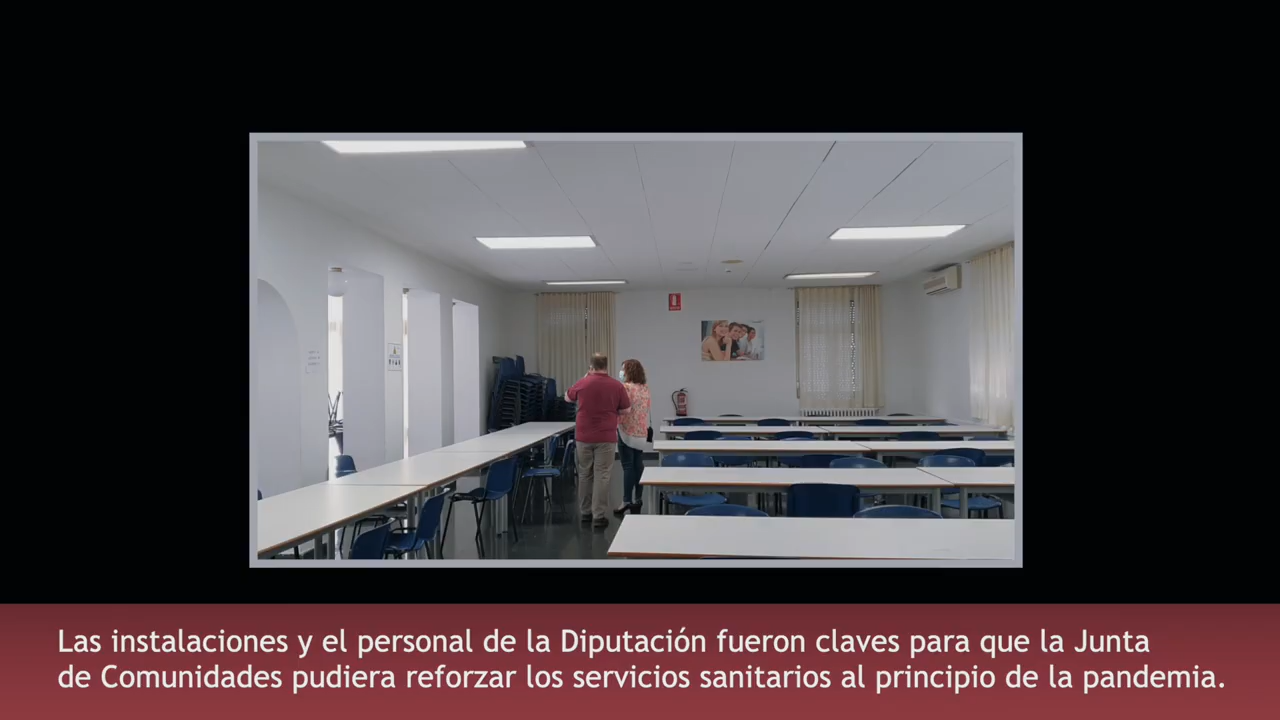 Las instalaciones y el personal de la Diputación fueron claves para que la Junta
de Comunidades pudiera reforzar los servicios sanitarios al principio de la pandemia.